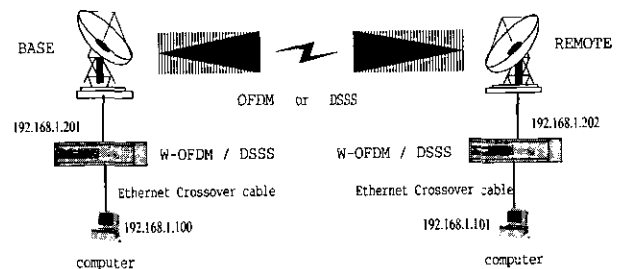 BASE
REMOTE
OFDM or DSSS
192.168.1.201
192.168.1.202
W-OFDM / DSSS
W-OFDM / DSSS
Ethernet Crossover cable
Ethernet Crossover cable
192.168.1.100
192.168.1.101
computer
computer